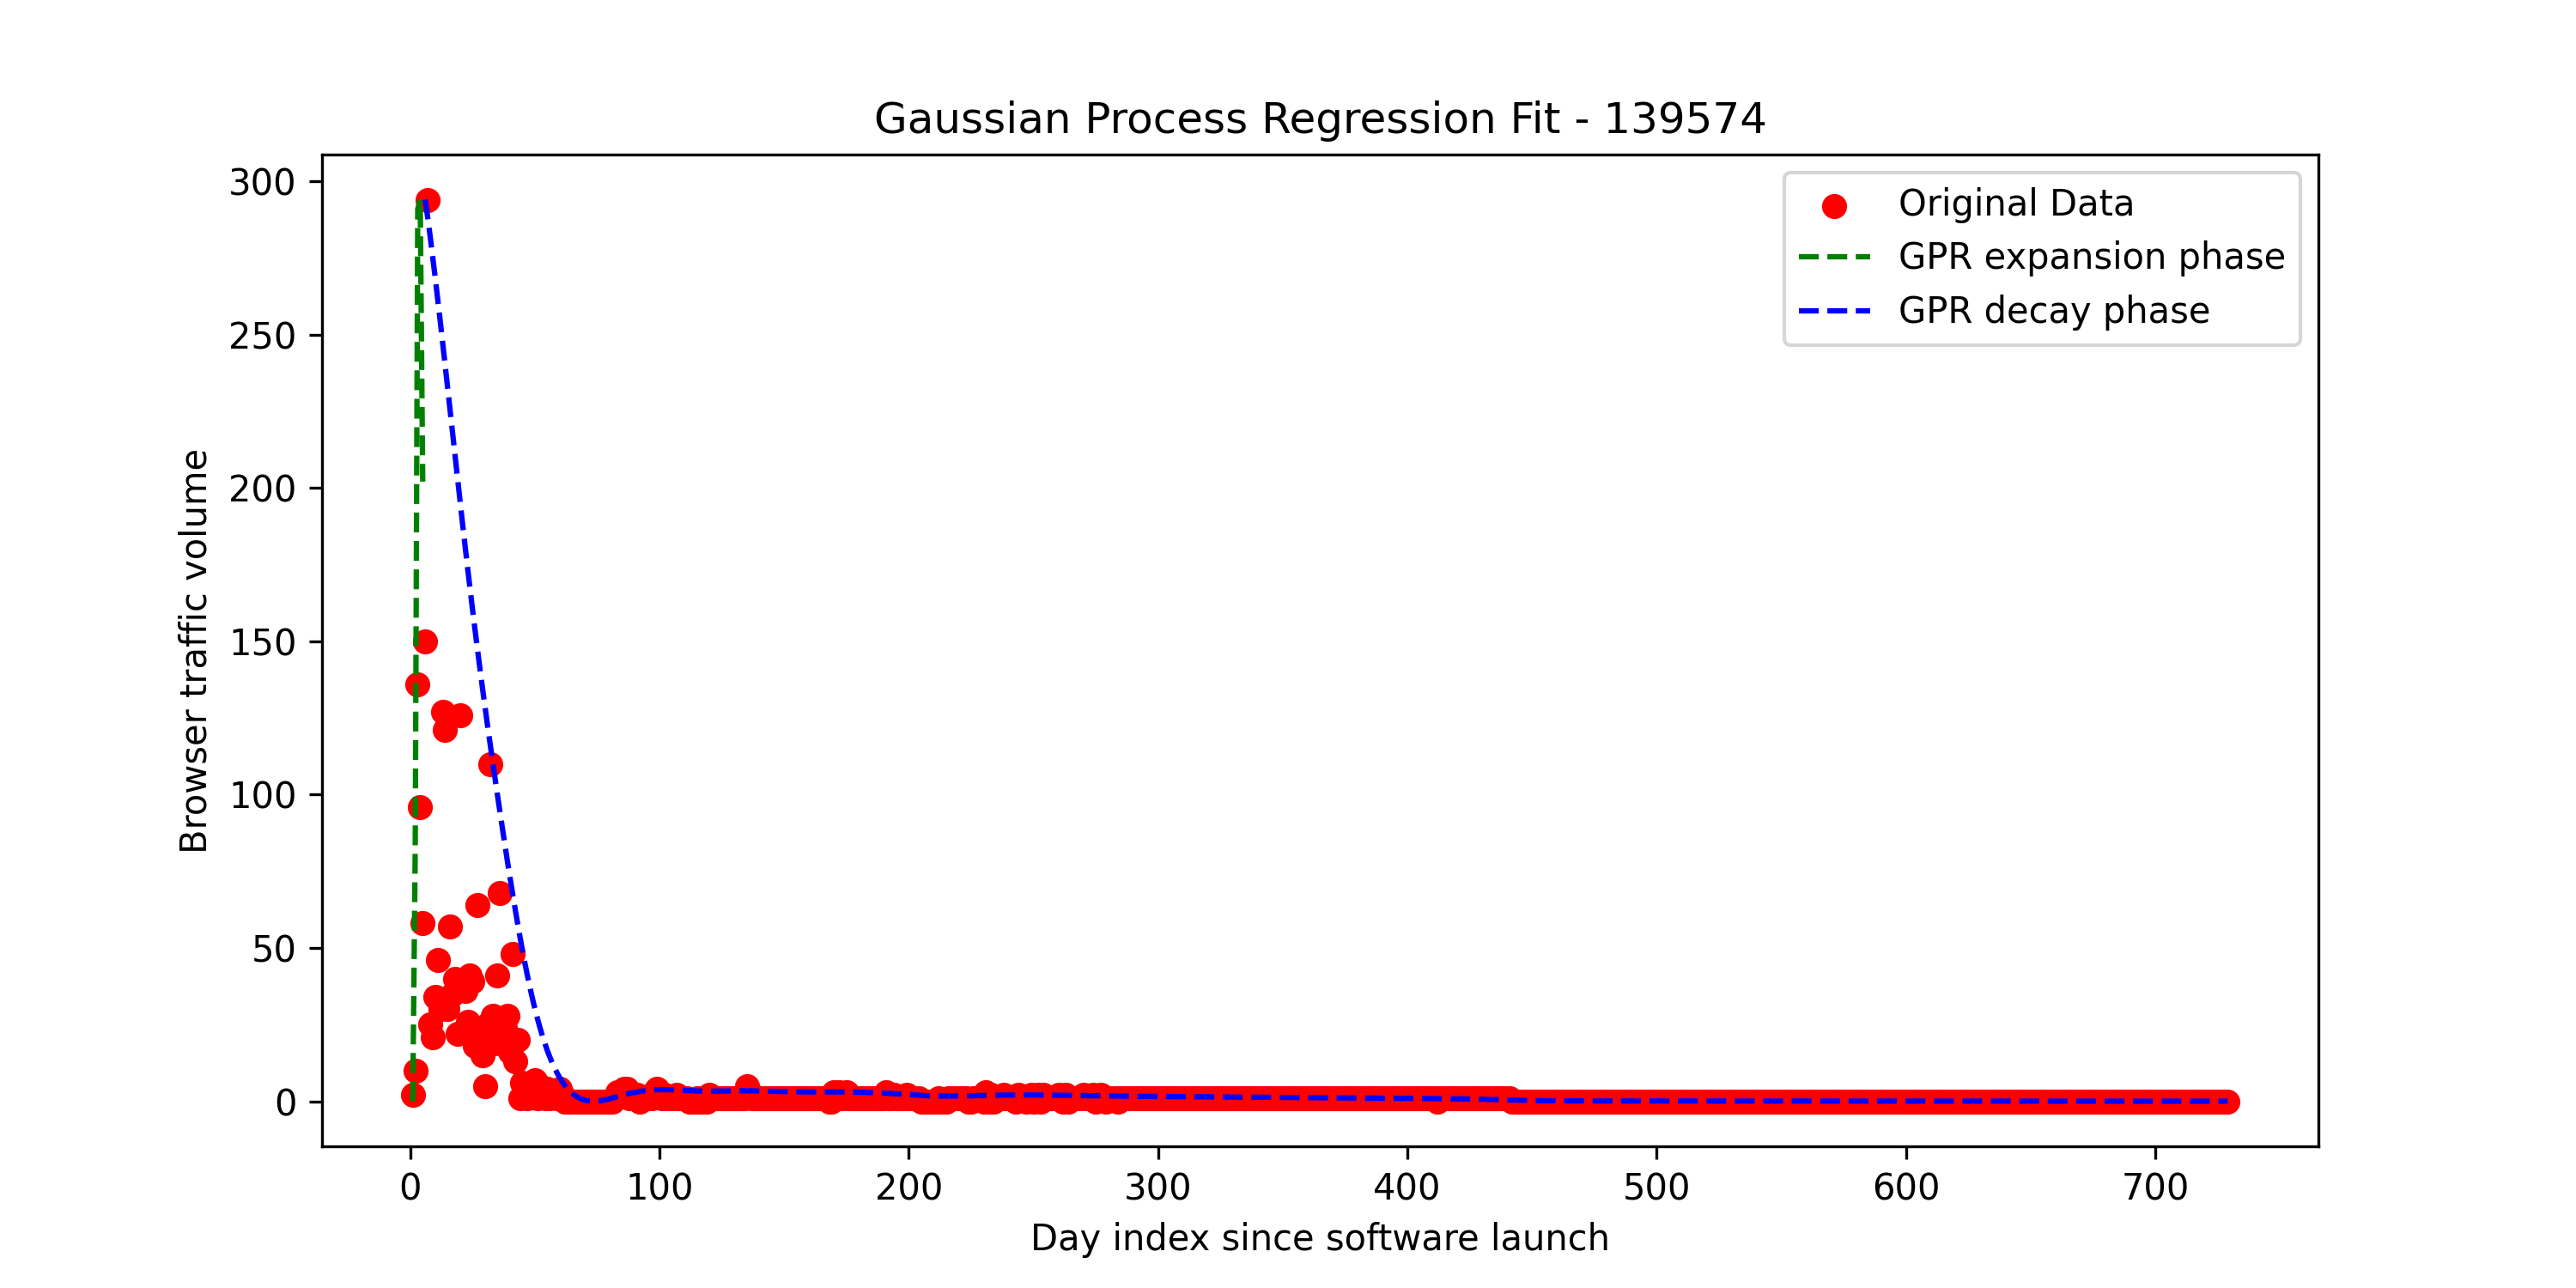 Gaussian Process Regression Fit - 139574
Original Data
GPR expansion phase
GPR decay phase
Browser traffic volume
300
250
200
150
100
50
0
0 100 200 300 400 500 600 700
Day index since software launch